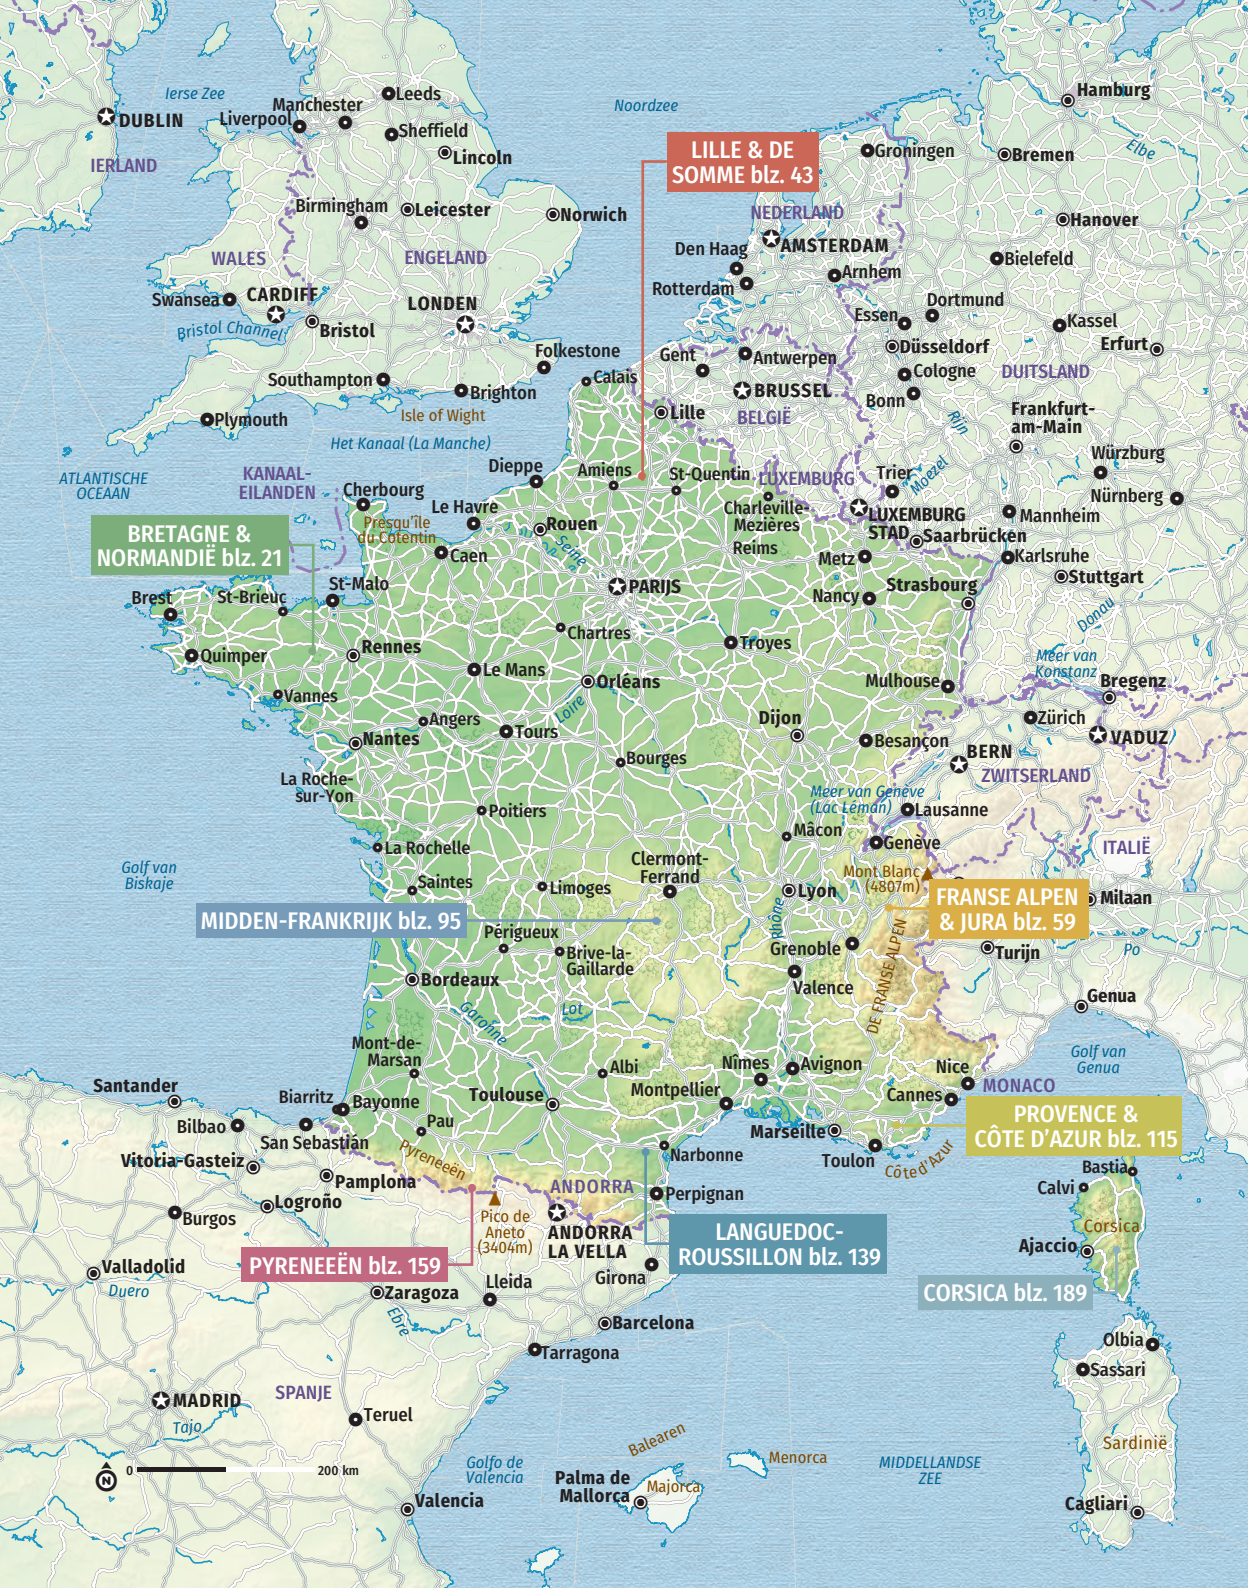 Hamburg
Leeds
Ierse Zee
Manchester
Noordzee
DUBLIN
Liverpool
Sheffield
Elbe
Groningen
LILLE & DE
SOMME blz. 43
Bremen
Lincoln
IERLAND
Birmingham
Leicester
Norwich
NEDERLAND
Hanover
AMSTERDAM
Den Haag
WALES
ENGELAND
Bielefeld
Arnhem
Rotterdam
Swansea
CARDIFF
LONDEN
Dortmund
Essen
Kassel
Bristol Channel
Bristol
Düsseldorf
Erfurt
Folkestone
Gent
Antwerpen
Cologne
DUITSLAND
Southampton
Calais
Brighton
BRUSSEL
Bonn
Isle of Wight
Lille
BELGIË
Rijn
Frankfurt-
am-Main
Plymouth
Het Kanaal (La Manche)
Würzburg
ATLANTISCHE
OCEAAN
KANAAL-
EILANDEN
Dieppe
Amiens
St-Quentin
LUXEMBURG
Trier
Moezel
Cherbourg
Nürnberg
Le Havre
Charleville-
Mezières
LUXEMBURG
STAD
Mannheim
Presqu'île
du Cotentin
Rouen
Saarbrücken
BRETAGNE &
NORMANDIË blz. 21
Caen
Seine
Reims
Metz
Karlsruhe
PARIJS
Strasbourg
Stuttgart
Brest
St-Brieuc
St-Malo
Nancy
Donau
Chartres
Troyes
Quimper
Rennes
Le Mans
Meer van
Konstanz
Orléans
Mulhouse
Bregenz
Vannes
Loire
Angers
Tours
Dijon
Zürich
VADUZ
Nantes
Besançon
BERN
Bourges
ZWITSERLAND
La Roche-
sur-Yon
Meer van Genève
(Lac Léman)
Poitiers
Lausanne
Mâcon
Genève
La Rochelle
ITALIË
Clermont-
Ferrand
Golf van
Biskaje
Mont Blanc
(4807m)
Saintes
Limoges
Lyon
FRANSE ALPEN
& JURA blz. 59
Milaan
MIDDEN-FRANKRIJK blz. 95
Rhône
Périgueux
Grenoble
Turijn
Po
Brive-la-
Gaillarde
Bordeaux
Valence
DE FRANSE ALPEN
Genua
Garonne
Lot
Mont-de-
Marsan
Golf van
Genua
Albi
Nîmes
Avignon
Nice
MONACO
Santander
Toulouse
Montpellier
Cannes
Biarritz
Bayonne
PROVENCE &
CÔTE D'AZUR blz. 115
Bilbao
Pau
Marseille
San Sebastián
Toulon
Côte d'Azur
Narbonne
Vitoria-Gasteiz
Pyreneeën
Bastia
Pamplona
ANDORRA
Perpignan
Calvi
Logroño
Burgos
Pico de
Aneto
(3404m)
ANDORRA
LA VELLA
LANGUEDOC-
ROUSSILLON blz. 139
Corsica
Ajaccio
PYRENEEËN blz. 159
Valladolid
Duero
Girona
Lleida
Zaragoza
CORSICA blz. 189
Ebre
Barcelona
Olbia
Tarragona
Sassari
SPANJE
MADRID
Teruel
Tajo
Balearen
Sardinië
0
200 km
N
Golfo de
Valencia
Menorca
MIDDELLANDSE
ZEE
Palma de
Mallorca
Majorca
Valencia
Cagliari